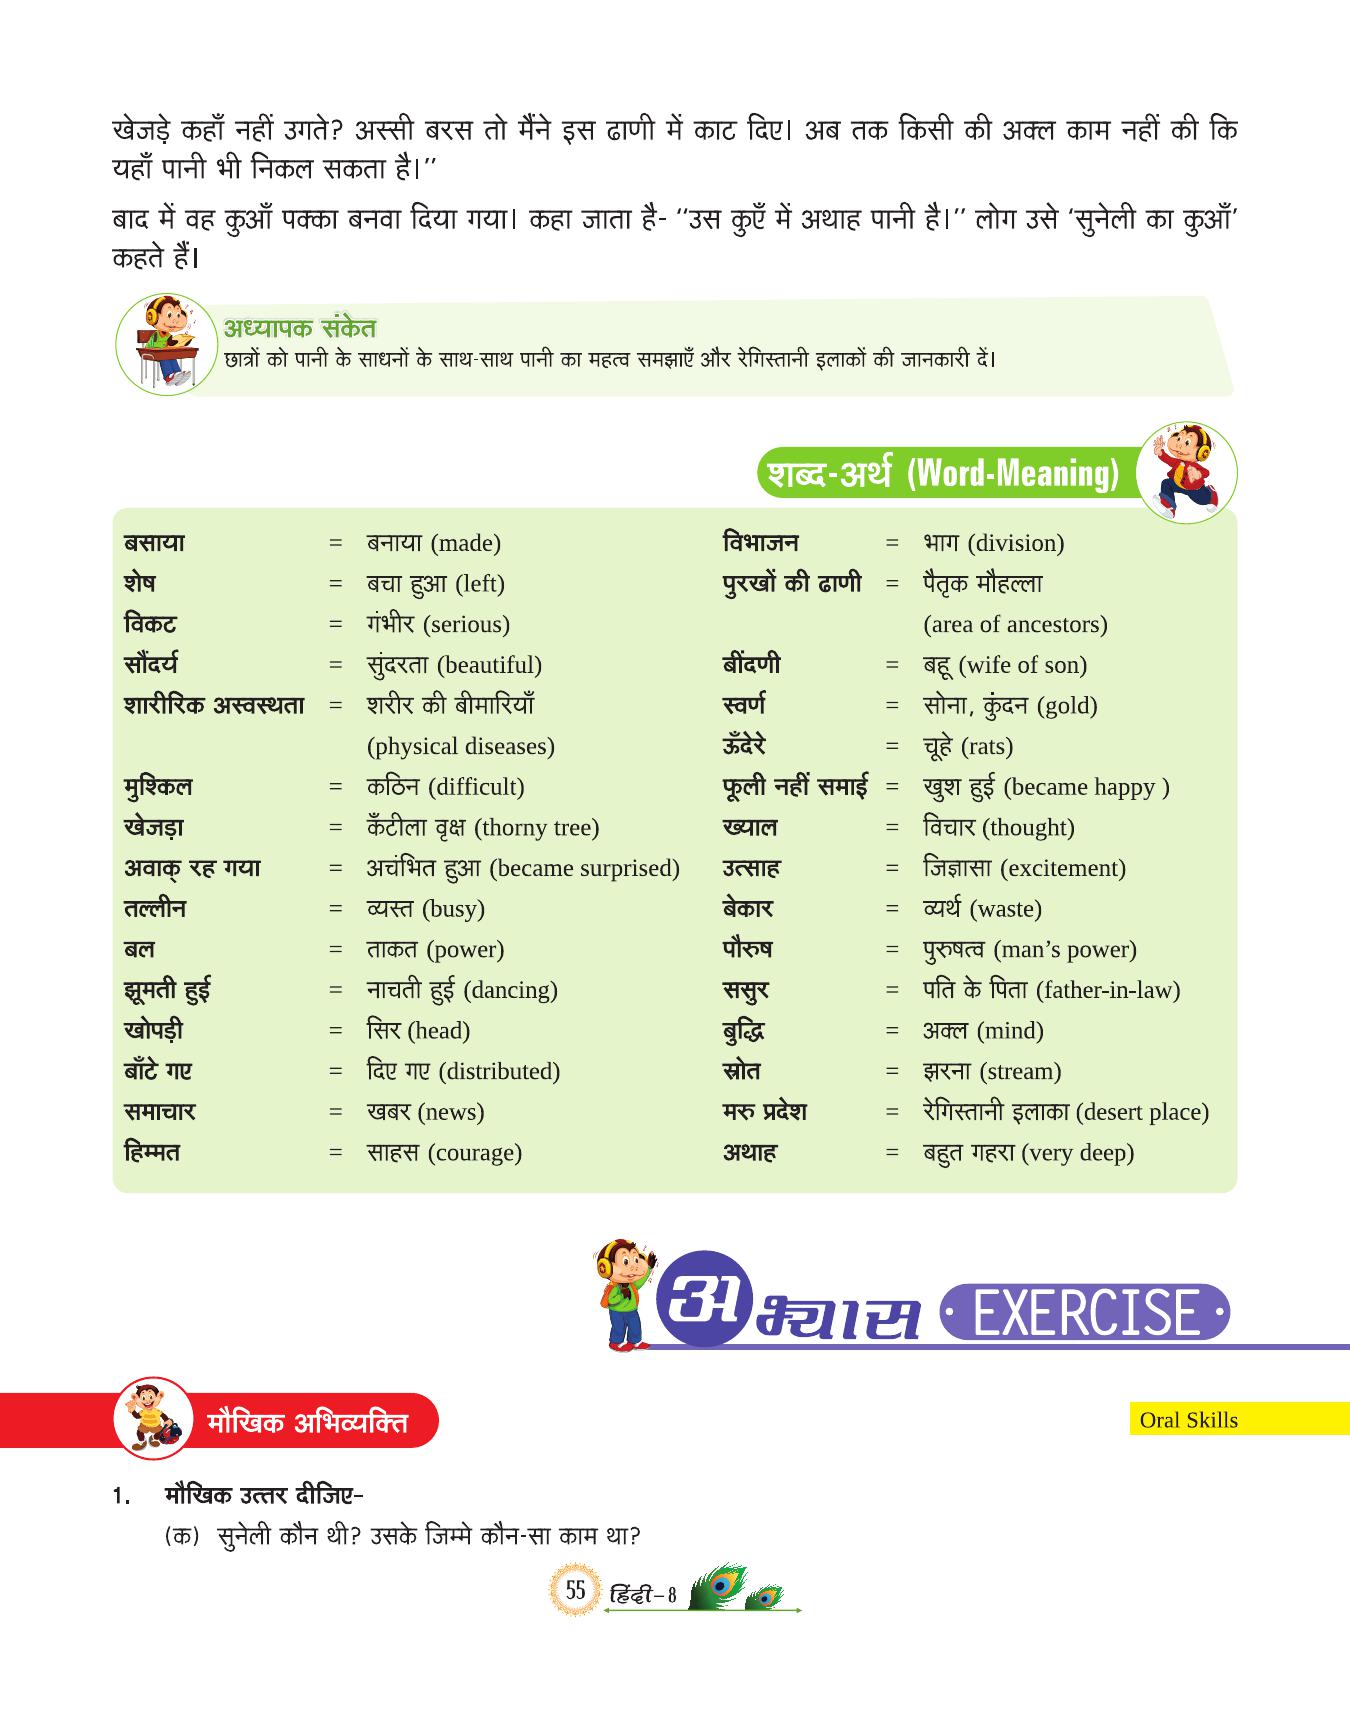 खेजड़े कहाँ नहीं उगते? अस्सी बरस तो मैंने इस ढाणी में काट दिए। अब तक किसी की अक्ल काम नहीं की कि
यहाँ पानी भी निकल सकता है।’’
बाद में वह कुआँ पक्का बनवा दिया गया। कहा जाता है- ‘‘उस कुएँ में अथाह पानी है।’’ लोग उसे ‘सुनेली का कुआँ’
कहते हैं।
अध्यापक संकेत
छात्रों को पानी के साधनों के साथ-साथ पानी का महत्व समझाएँ और रेगिस्तानी इलाकों की जानकारी दें।
शब्द-अर्थ (Word-Meaning)
बसाया = बनाया (made)
शेष = बचा हुआ (left)
विकट = गंभीर (serious)
सौंदर्य = सुंदरता (beautiful)
शारीरिक अस्वस्थता = शरीर की बीमारियाँ
(physical diseases)
मुश्किल = कठिन (difficult)
खेजड़ा = कँटीला वृक्ष (thorny tree)
अवाक् रह गया = अचंभित हुआ (became surprised)
तल्लीन = व्यस्त (busy)
बल = ताकत (power)
झूमती हुई = नाचती हुई (dancing)
खोपड़ी = सिर (head)
बाँटे गए = दिए गए (distributed)
समाचार = खबर (news)
हिम्मत = साहस (courage)
विभाजन = भाग (division)
पुरखों की ढाणी = पैतृक मौहल्ला
(area of ancestors)
बींदणी = बहू (wife of son)
स्वर्ण = सोना, कुंदन (gold)
ऊँदेरे = चूहे (rats)
फूली नहीं समाई = खुश हुई (became happy )
ख्याल = विचार (thought)
उत्साह = जिज्ञासा (excitement)
बेकार = व्यर्थ (waste)
पौरुष = पुरुषत्व (man’s power)
ससुर = पति के पिता (father-in-law)
बुद्धि = अक्ल (mind)
स्रोत = झरना (stream)
मरु प्रदेश = रेगिस्तानी इलाका (desert place)
अथाह = बहुत गहरा (very deep)
अभ्यास EXERCISE
मौखिक अभिव्यक्ति
Oral Skills
1. मौखिक उत्तर दीजिए–
(क) सुनेली कौन थी? उसके जिम्मे कौन-सा काम था?
55 हिंदी–8